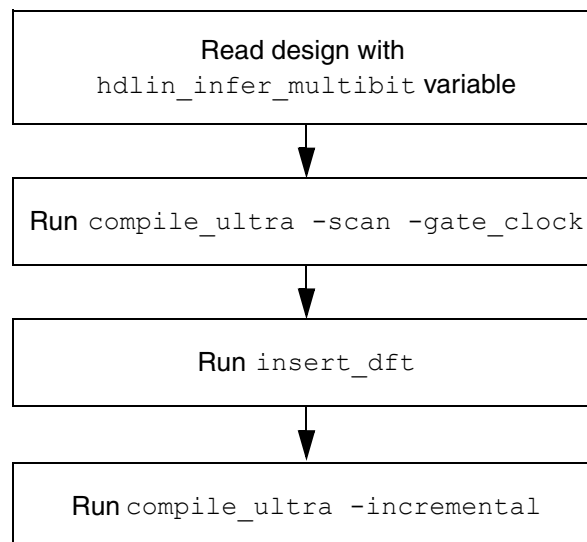 Read design with
hdlin_infer_multibit variable
Run compile_ultra -scan -gate_clock
Run insert_dft
Run compile_ultra -incremental